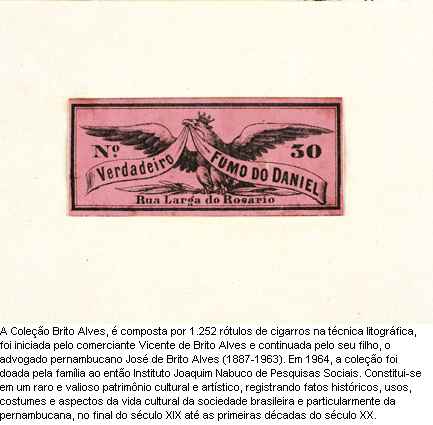 Nº 30
Verdadeiro FUMO DO DANIEL
Rua Larga do Rosario
A Coleção Brito Alves, é composta por 1.252 rótulos de cigarros na técnica litográfica,
foi iniciada pelo comerciante Vicente de Brito Alves e continuada pelo seu filho, o
advogado pernambucano José de Brito Alves (1887-1963). Em 1964, a coleção foi
doada pela família ao então Instituto Joaquim Nabuco de Pesquisas Sociais. Constitui-se
em um raro e valioso patrimônio cultural e artístico, registrando fatos históricos, usos,
costumes e aspectos da vida cultural da sociedade brasileira e particularmente da
pernambucana, no final do século XIX até as primeiras décadas do século XX.